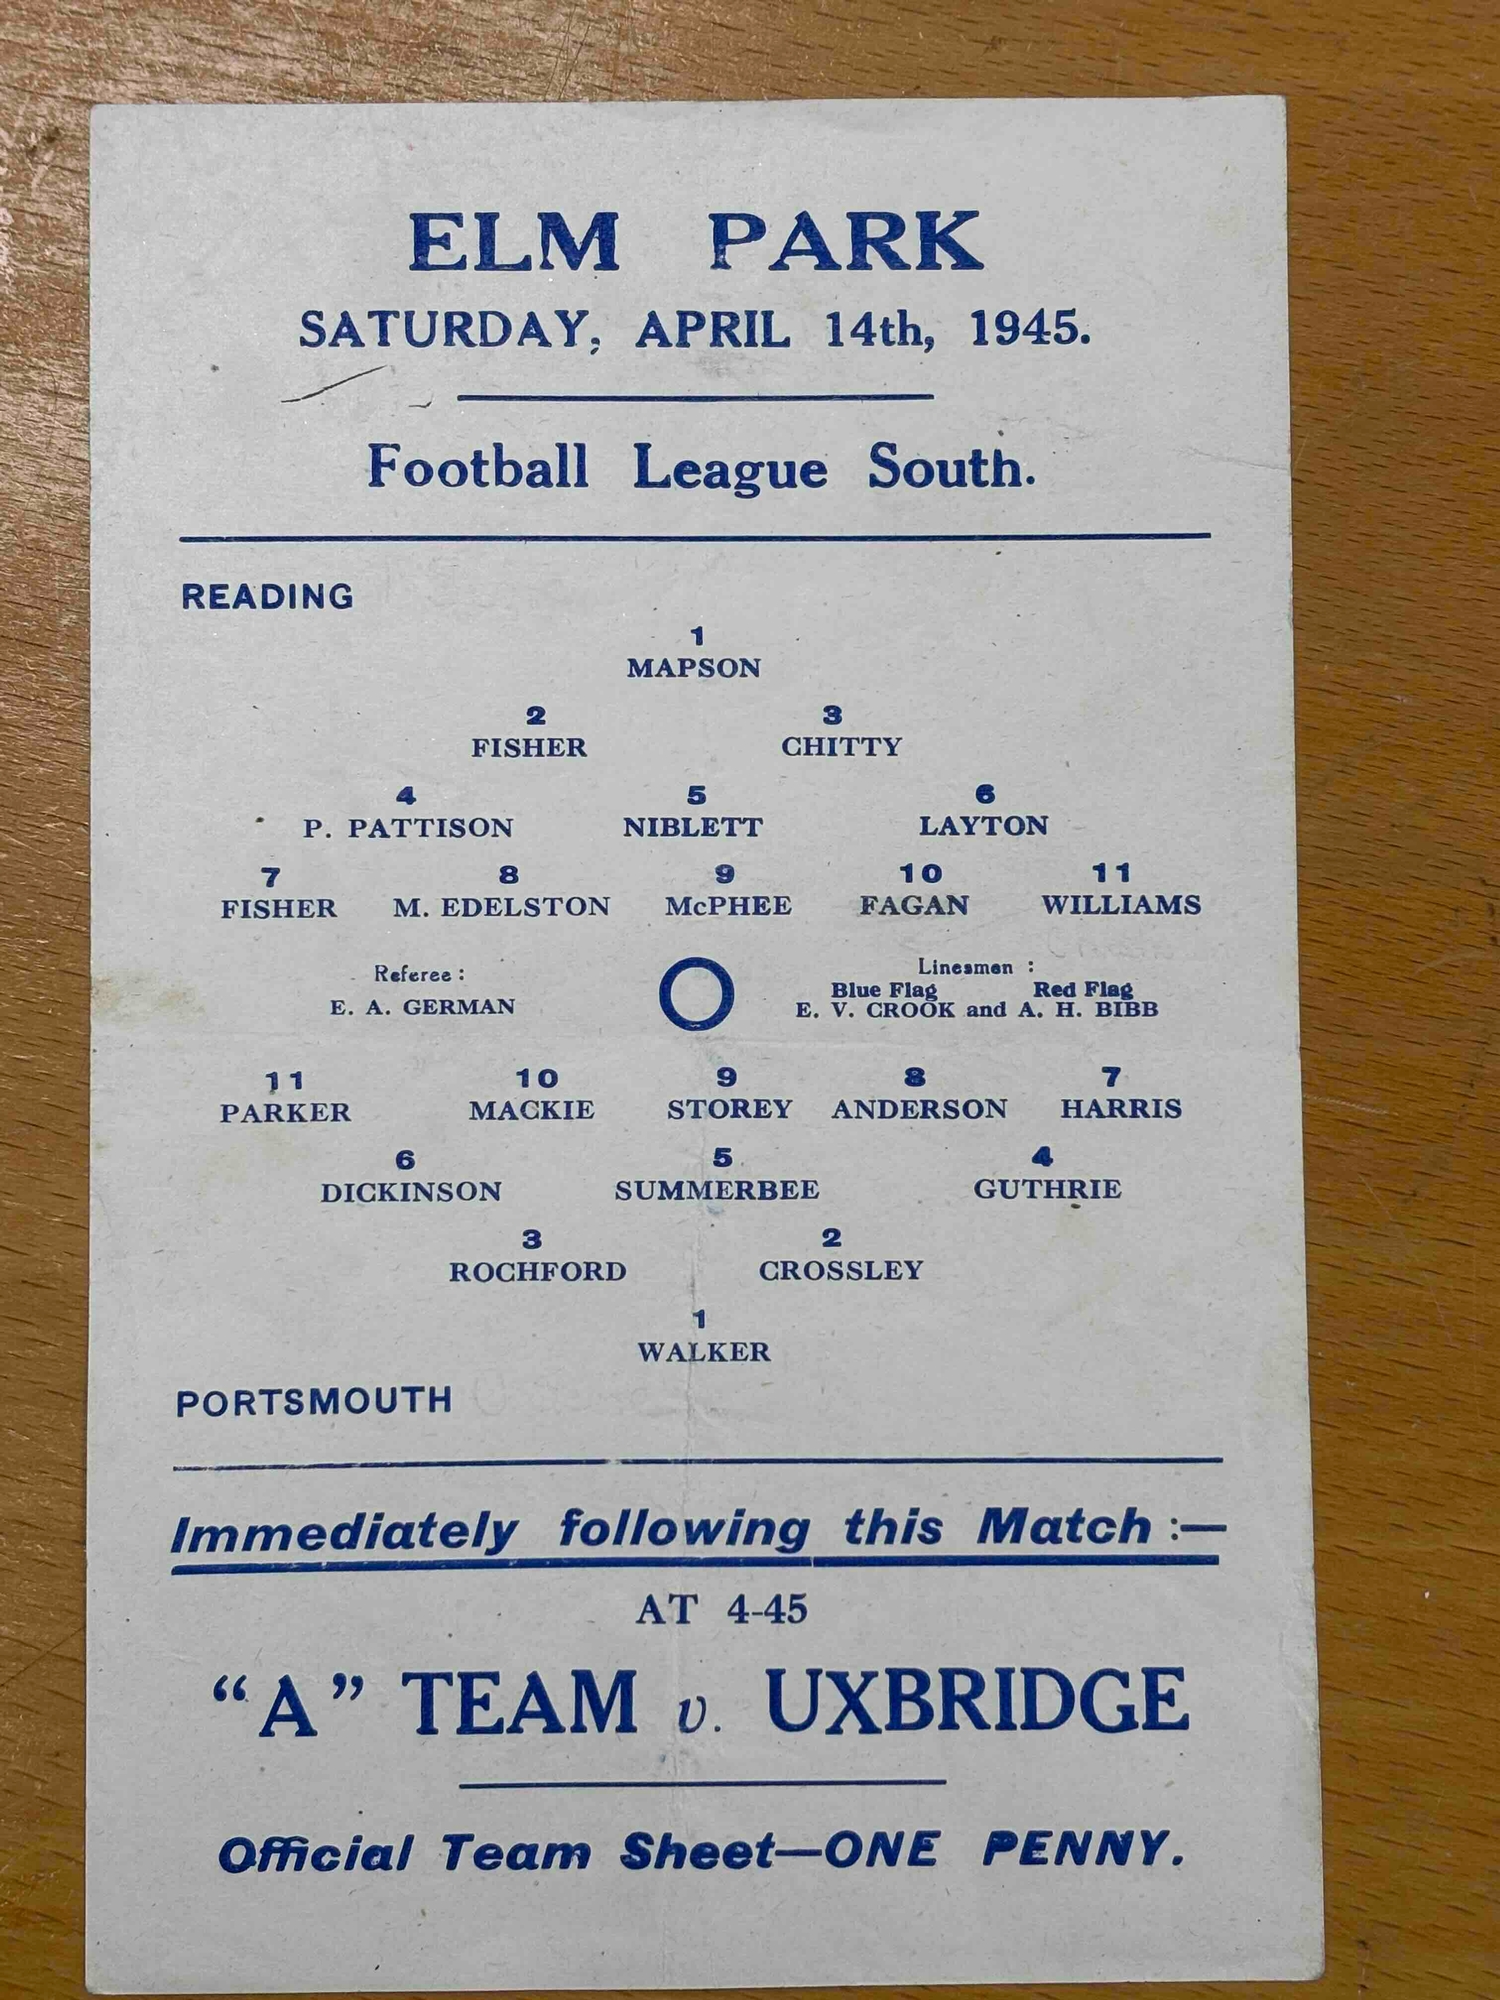 ELM PARK
SATURDAY, APRIL 14th, 1945.
Football League South.
READING
1
MAPSON
2 3
FISHER CHITTY
4 5 6
P. PATTISON NIBLETT LAYTON
7 8 9 10 11
FISHER M. EDELSTON McPHEE FAGAN WILLIAMS
Referee : Linesmen :
Blue Flag Red Flag
E. A. GERMAN E. V. CROOK and A. H. BIBB
11 10 9 8 7
PARKER MACKIE STOREY ANDERSON HARRIS
6 5 4
DICKINSON SUMMERBEE GUTHRIE
3 2
ROCHFORD CROSSLEY
1
WALKER
PORTSMOUTH
Immediately following this Match :—
AT 4-45
“A” TEAM v. UXBRIDGE
Official Team Sheet—ONE PENNY.